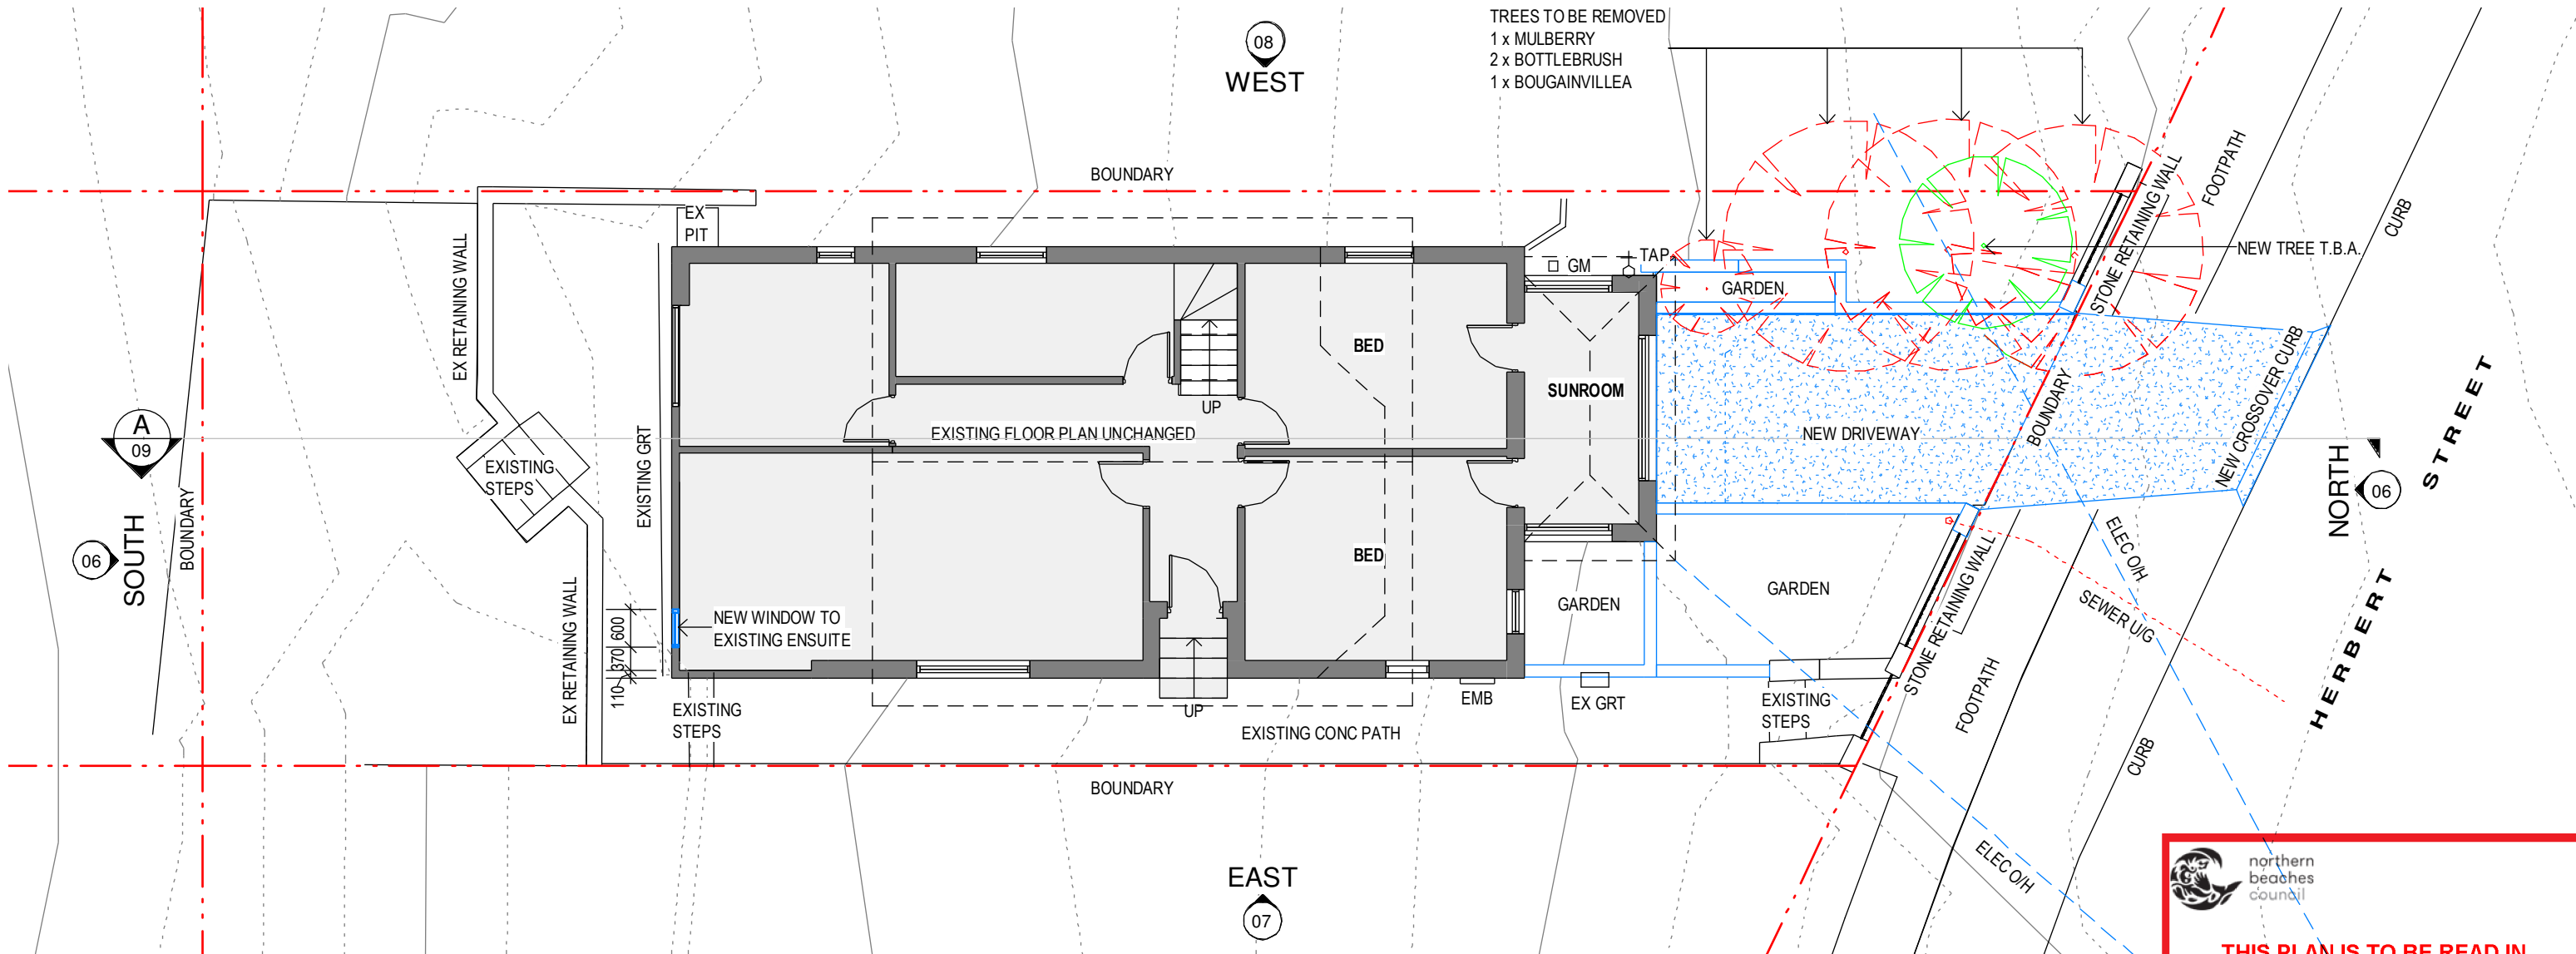 TREES TO BE REMOVED
1 x MULBERRY
2 x BOTTLEBRUSH
1 x BOUGAINVILLEA
08
WEST
BOUNDARY
FOOTPATH
STONE RETAINING WALL
CURB
NEW TREE T.B.A.
EX
PIT
EX RETAINING WALL
GM
TAP
GARDEN
BED
SUNROOM
UP
EXISTING FLOOR PLAN UNCHANGED
NEW DRIVEWAY
BOUNDARY
NEW CROSSOVER CURB
STREET
HERBERT
NORTH
06
A
09
EXISTING
STEPS
EXISTING GRT
BOUNDARY
SOUTH
06
BED
GARDEN
GARDEN
ELEC O/H
SEWER U/G
STONE RETAINING WALL
FOOTPATH
EX RETAINING WALL
600
370
110
NEW WINDOW TO
EXISTING ENSUITE
EXISTING
STEPS
UP
EMB
EX GRT
EXISTING
STEPS
EXISTING CONC PATH
CURB
BOUNDARY
ELEC O/H
EAST
07
northern
beaches
council
THIS PLAN IS TO BE READ IN